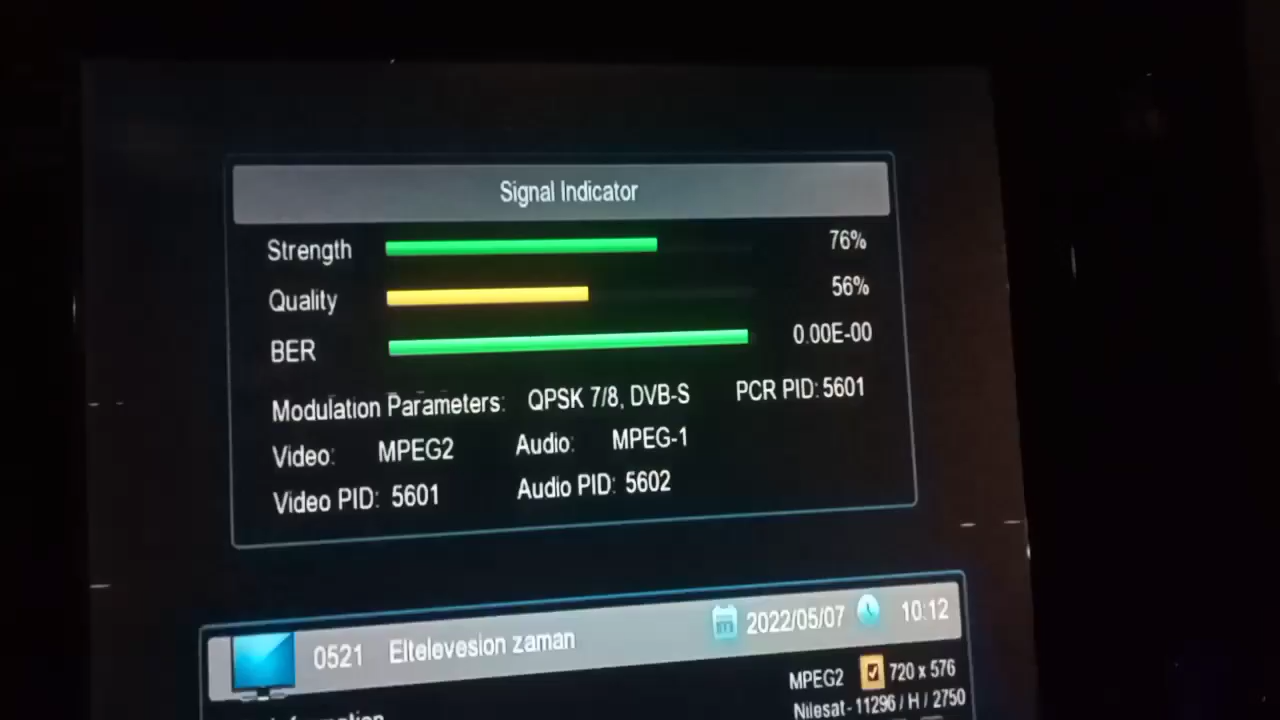 Signal Indicator
Strength 76%
Quality 56%
BER 0.00E-00
Modulation Parameters: QPSK 7/8, DVB-S PCR PID: 5601
Video: MPEG2 Audio: MPEG-1
Video PID: 5601 Audio PID: 5602
0521 Eltelevesion zaman 2022/05/07 10:12
MPEG2 720 x 576
Nilesat- 11296 / H / 2750